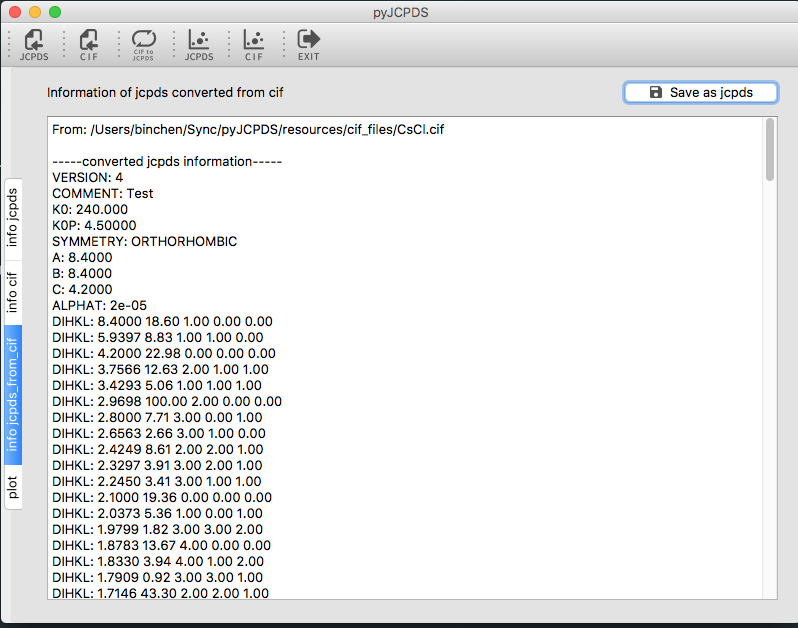 pyJCPDS
JCPDS
CIF
CIF to
JCPDS
JCPDS
CIF
EXIT
Information of jcpds converted from cif
Save as jcpds
info jcpds
info cif
info jcpds_from_cif
plot
From: /Users/binchen/Sync/pyJCPDS/resources/cif_files/CsCl.cif
-----converted jcpds information-----
VERSION: 4
COMMENT: Test
K0: 240.000
K0P: 4.50000
SYMMETRY: ORTHORHOMBIC
A: 8.4000
B: 8.4000
C: 4.2000
ALPHAT: 2e-05
DIHKL: 8.4000 18.60 1.00 0.00 0.00
DIHKL: 5.9397 8.83 1.00 1.00 0.00
DIHKL: 4.2000 22.98 0.00 0.00 0.00
DIHKL: 3.7566 12.63 2.00 1.00 1.00
DIHKL: 3.4293 5.06 1.00 1.00 1.00
DIHKL: 2.9698 100.00 2.00 0.00 0.00
DIHKL: 2.8000 7.71 3.00 0.00 1.00
DIHKL: 2.6563 2.66 3.00 1.00 0.00
DIHKL: 2.4249 8.61 2.00 2.00 1.00
DIHKL: 2.3297 3.91 3.00 2.00 1.00
DIHKL: 2.2450 3.41 3.00 1.00 1.00
DIHKL: 2.1000 19.36 0.00 0.00 0.00
DIHKL: 2.0373 5.36 1.00 0.00 1.00
DIHKL: 1.9799 1.82 3.00 3.00 2.00
DIHKL: 1.8783 13.67 4.00 0.00 0.00
DIHKL: 1.8330 3.94 4.00 1.00 2.00
DIHKL: 1.7909 0.92 3.00 3.00 1.00
DIHKL: 1.7146 43.30 2.00 2.00 1.00